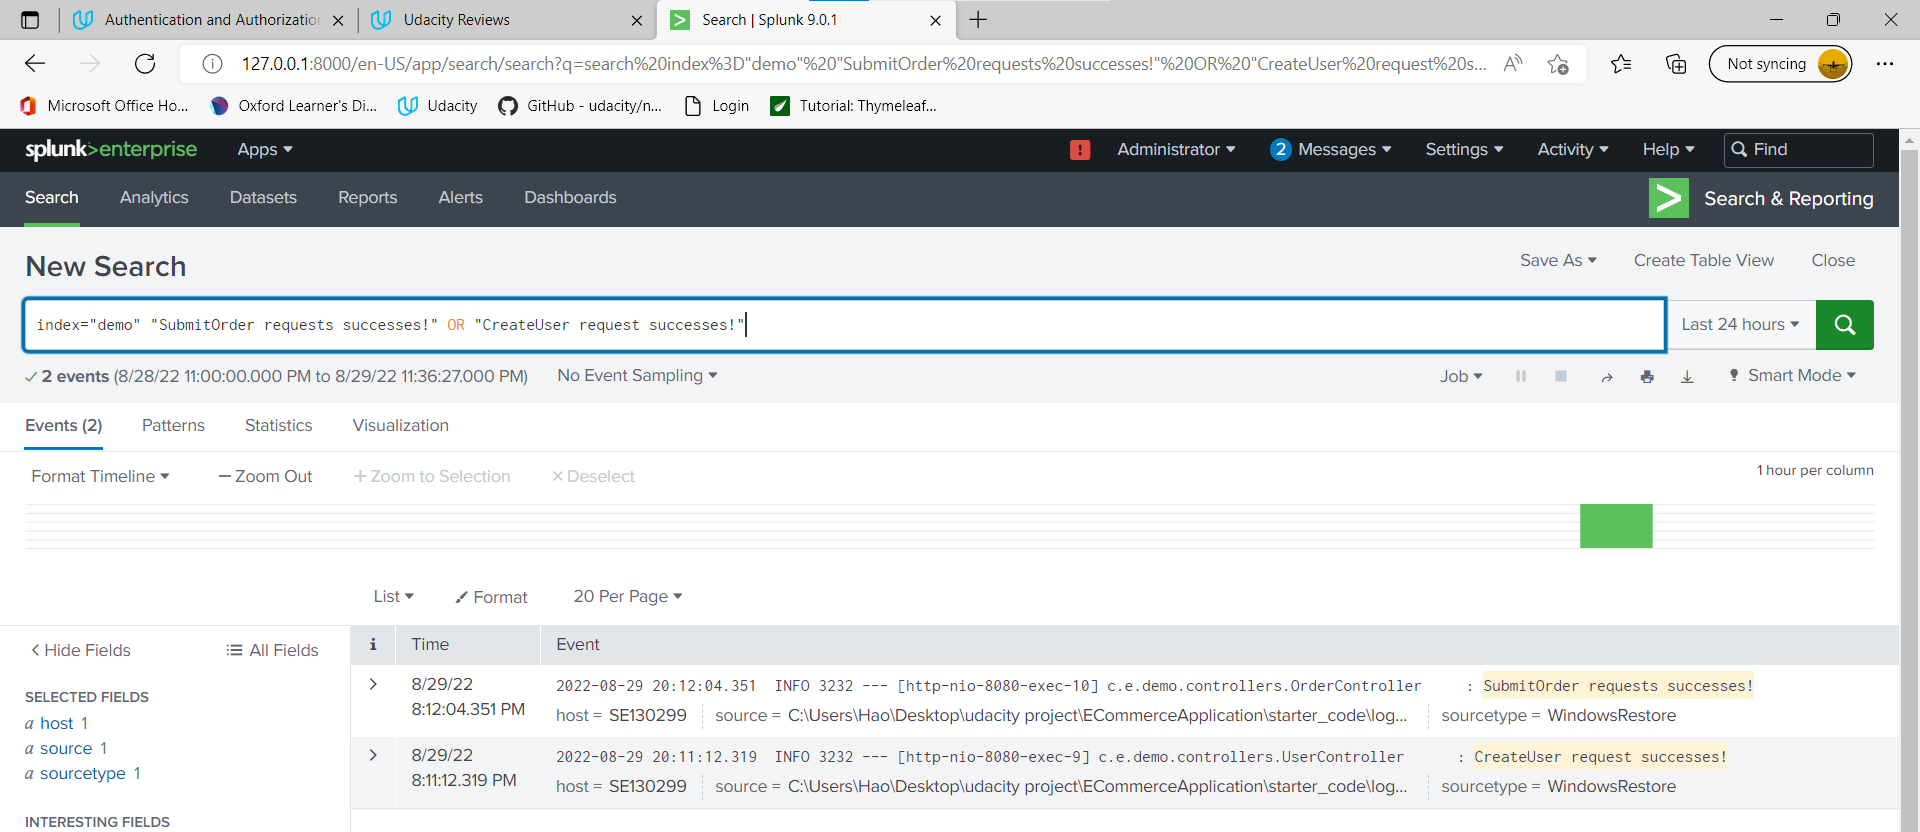 Authentication and Authorizatio
Udacity Reviews
Search | Splunk 9.0.1
127.0.0.1:8000/en-US/app/search/search?q=search%20index%3D"demo"%20"SubmitOrder%20requests%20successes!"%20OR%20"CreateUser%20request%20s...
Not syncing
Microsoft Office Ho...
Oxford Learner's Di...
Udacity
GitHub - udacity/n...
Login
Tutorial: Thymeleaf...
splunk>enterprise
Apps
Administrator
2 Messages
Settings
Activity
Help
Find
Search
Analytics
Datasets
Reports
Alerts
Dashboards
Search & Reporting
New Search
Save As
Create Table View
Close
index="demo" "SubmitOrder requests successes!" OR "CreateUser request successes!"
Last 24 hours
2 events (8/28/22 11:00:00.000 PM to 8/29/22 11:36:27.000 PM)
No Event Sampling
Job
Smart Mode
Events (2)
Patterns
Statistics
Visualization
Format Timeline
— Zoom Out
+ Zoom to Selection
× Deselect
1 hour per column
List
Format
20 Per Page
< Hide Fields
All Fields
i
Time
Event
SELECTED FIELDS
a host 1
a source 1
a sourcetype 1
INTERESTING FIELDS
8/29/22
8:12:04.351 PM
2022-08-29 20:12:04.351  INFO 3232 --- [http-nio-8080-exec-10] c.e.demo.controllers.OrderController     : SubmitOrder requests successes!
host = SE130299
source = C:\Users\Hao\Desktop\udacity project\ECommerceApplication\starter_code\log...
sourcetype = WindowsRestore
8/29/22
8:11:12.319 PM
2022-08-29 20:11:12.319  INFO 3232 --- [http-nio-8080-exec-9] c.e.demo.controllers.UserController      : CreateUser request successes!
host = SE130299
source = C:\Users\Hao\Desktop\udacity project\ECommerceApplication\starter_code\log...
sourcetype = WindowsRestore